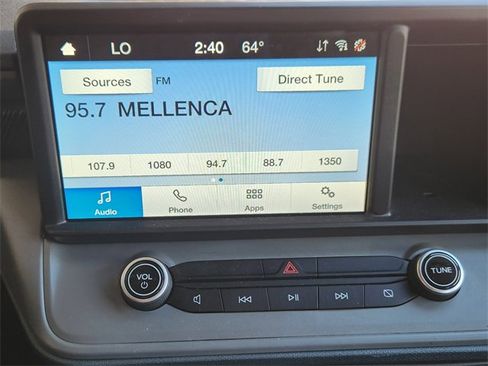 LO 2:40 64°
Sources FM Direct Tune
95.7 MELLENCA
107.9 1080 94.7 88.7 1350
Audio Phone Apps Settings
VOL
TUNE